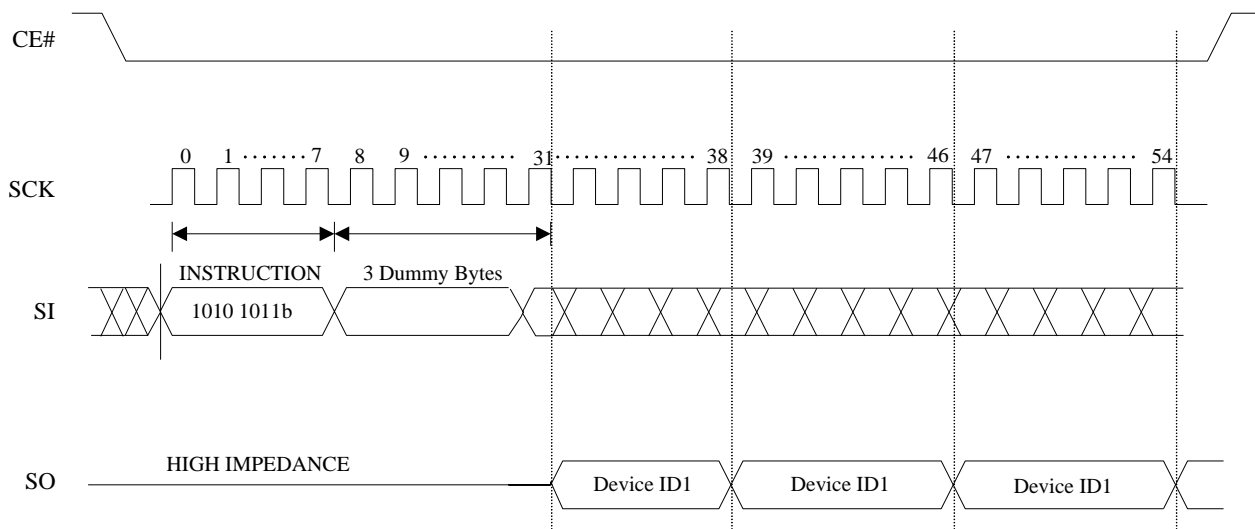 CE#
0 1 ······· 7 8 9 ·········· 31 ·············· 38 39 ············ 46 47 ············ 54
SCK
INSTRUCTION 3 Dummy Bytes
SI 1010 1011b
HIGH IMPEDANCE
SO Device ID1 Device ID1 Device ID1